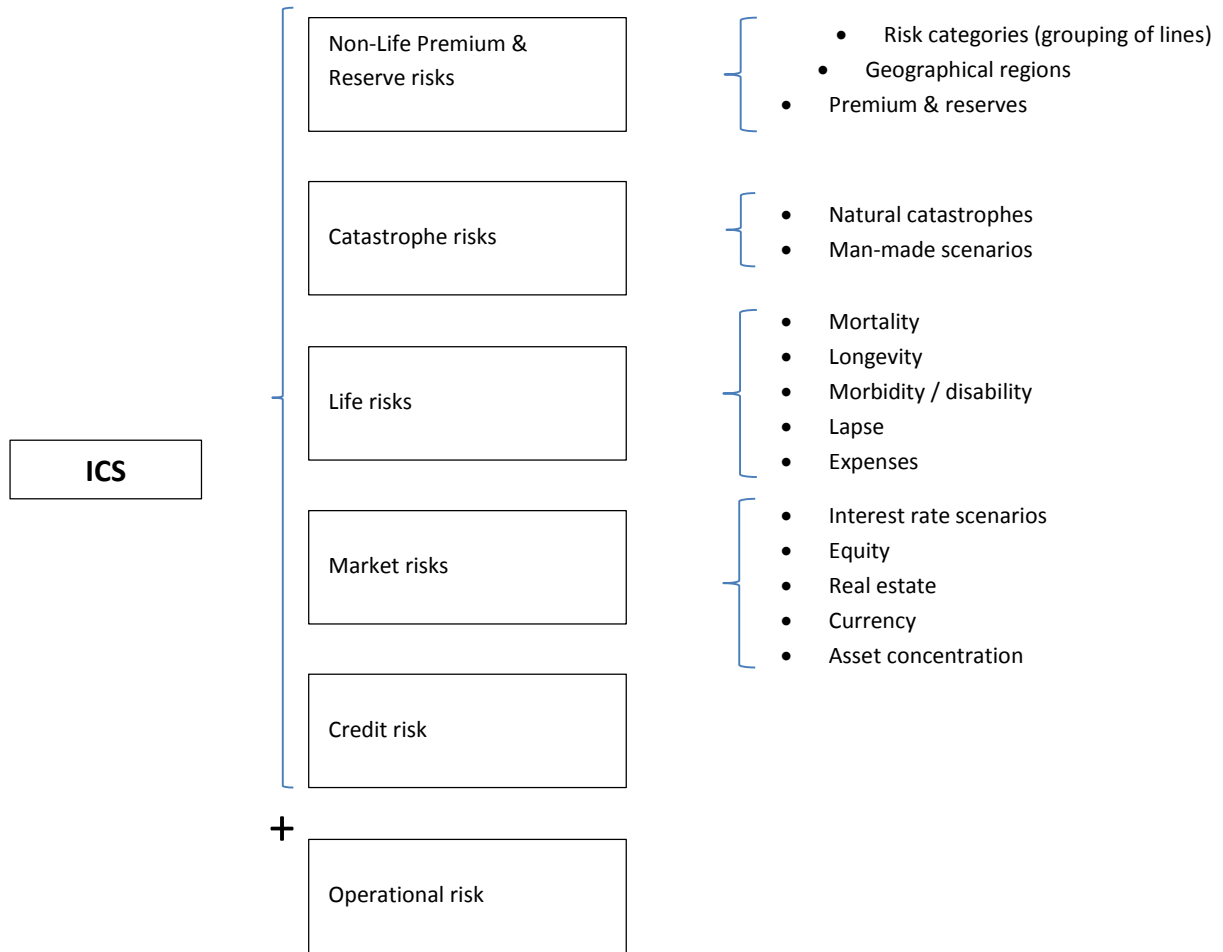 Non-Life Premium &
Reserve risks
• Risk categories (grouping of lines)
• Geographical regions
• Premium & reserves
Catastrophe risks
• Natural catastrophes
• Man-made scenarios
Life risks
• Mortality
• Longevity
• Morbidity / disability
• Lapse
• Expenses
ICS
Market risks
• Interest rate scenarios
• Equity
• Real estate
• Currency
• Asset concentration
Credit risk
+
Operational risk